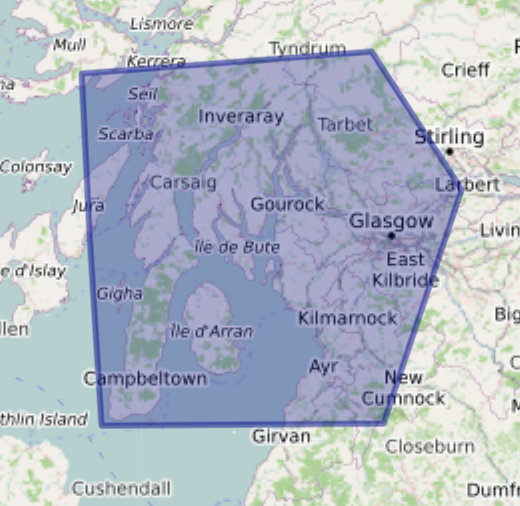 Lismore
Mull
Tyndrum
Kerrera
Crieff
Seil
Inveraray
Tarbet
Scarba
Stirling
Colonsay
Carsaig
Larbert
Jura
Gourock
Glasgow
Livin
Île de Bute
e d'Islay
East
Kilbride
Gigha
Big
Kilmarnock
Île d'Arran
llen
Ayr
Campbeltown
New
Cumnock
thlin Island
Girvan
Closeburn
Cushendall
Dumf